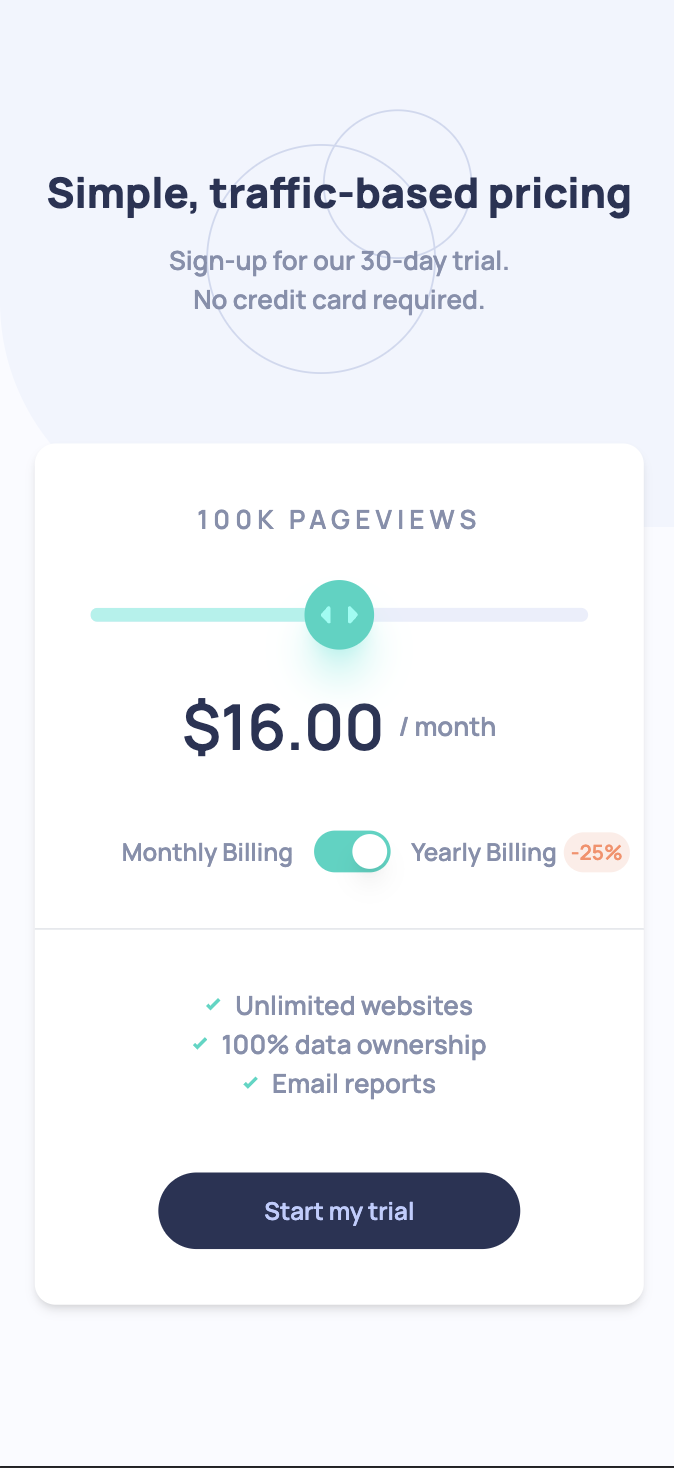 Simple, traffic-based pricing
Sign-up for our 30-day trial.
No credit card required.
100K PAGEVIEWS
$16.00 / month
Monthly Billing Yearly Billing -25%
Unlimited websites
100% data ownership
Email reports
Start my trial